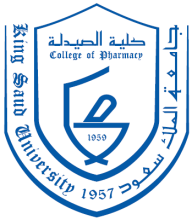 كلية الصيدلة
College of Pharmacy
1959
King Saud University 1957
جامعة الملك سعود